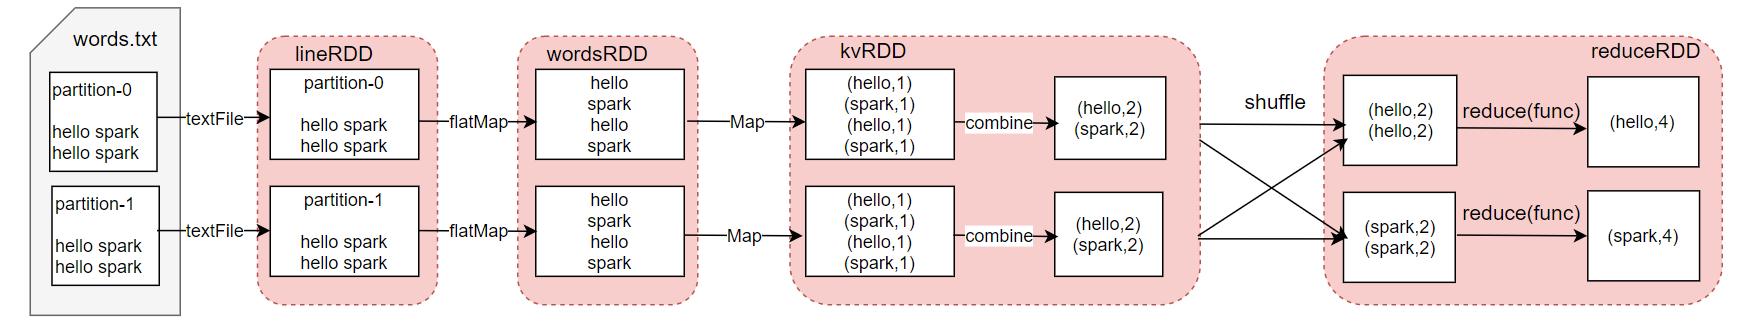 words.txt
partition-0
hello spark
hello spark
partition-1
hello spark
hello spark
textFile
textFile
lineRDD
partition-0
hello spark
hello spark
partition-1
hello spark
hello spark
flatMap
flatMap
wordsRDD
hello
spark
hello
spark
hello
spark
hello
spark
Map
Map
kvRDD
(hello,1)
(spark,1)
(hello,1)
(spark,1)
(hello,1)
(spark,1)
(hello,1)
(spark,1)
combine
combine
(hello,2)
(spark,2)
(hello,2)
(spark,2)
shuffle
reduceRDD
(hello,2)
(hello,2)
(spark,2)
(spark,2)
reduce(func)
reduce(func)
(hello,4)
(spark,4)